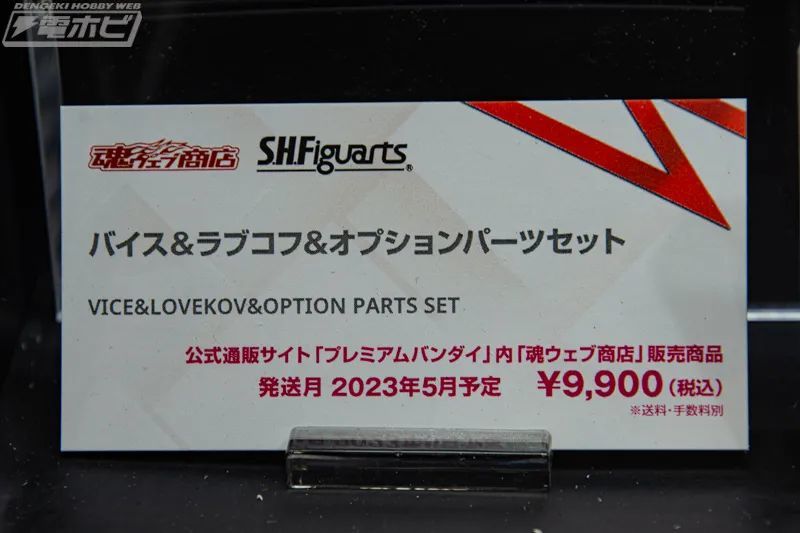 DENGEKI HOBBY WEB
電ホビ
魂ウェブ商店
S.H.Figuarts®
バイス&ラブコフ&オプションパーツセット
VICE&LOVEKOV&OPTION PARTS SET
公式通販サイト「プレミアムバンダイ」内「魂ウェブ商店」販売商品
発送月 2023年5月予定 ¥9,900(税込)
※送料・手数料別